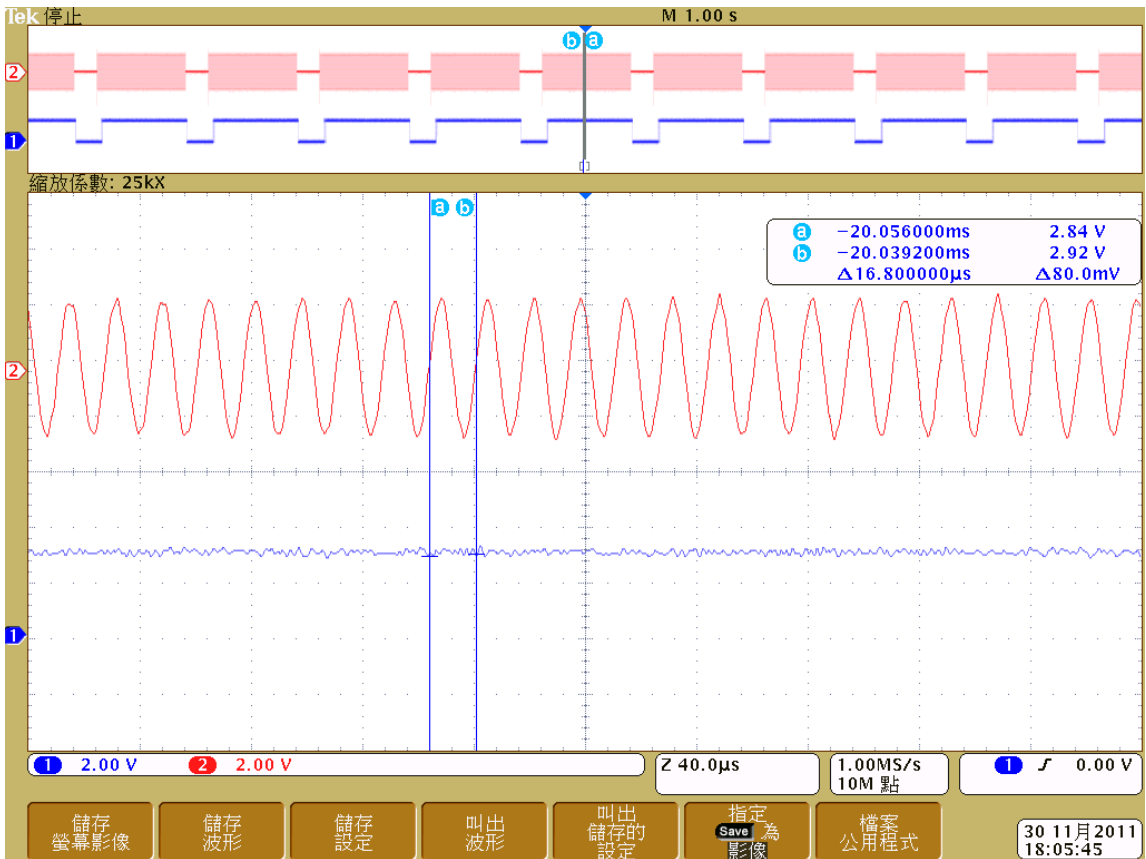 Tek 停止
M 1.00 s
b a
2
1
縮放係數: 25kX
a b
a −20.056000ms 2.84 V
b −20.039200ms 2.92 V
Δ16.800000μs Δ80.0mV
2
1
1 2.00 V 2 2.00 V
Z 40.0μs
1.00MS/s
10M 點
1 0.00 V
儲存
螢幕影像
儲存
波形
儲存
設定
叫出
波形
叫出
儲存的
設定
指定
Save 為
影像
檔案
公用程式
30 11月2011
18:05:45